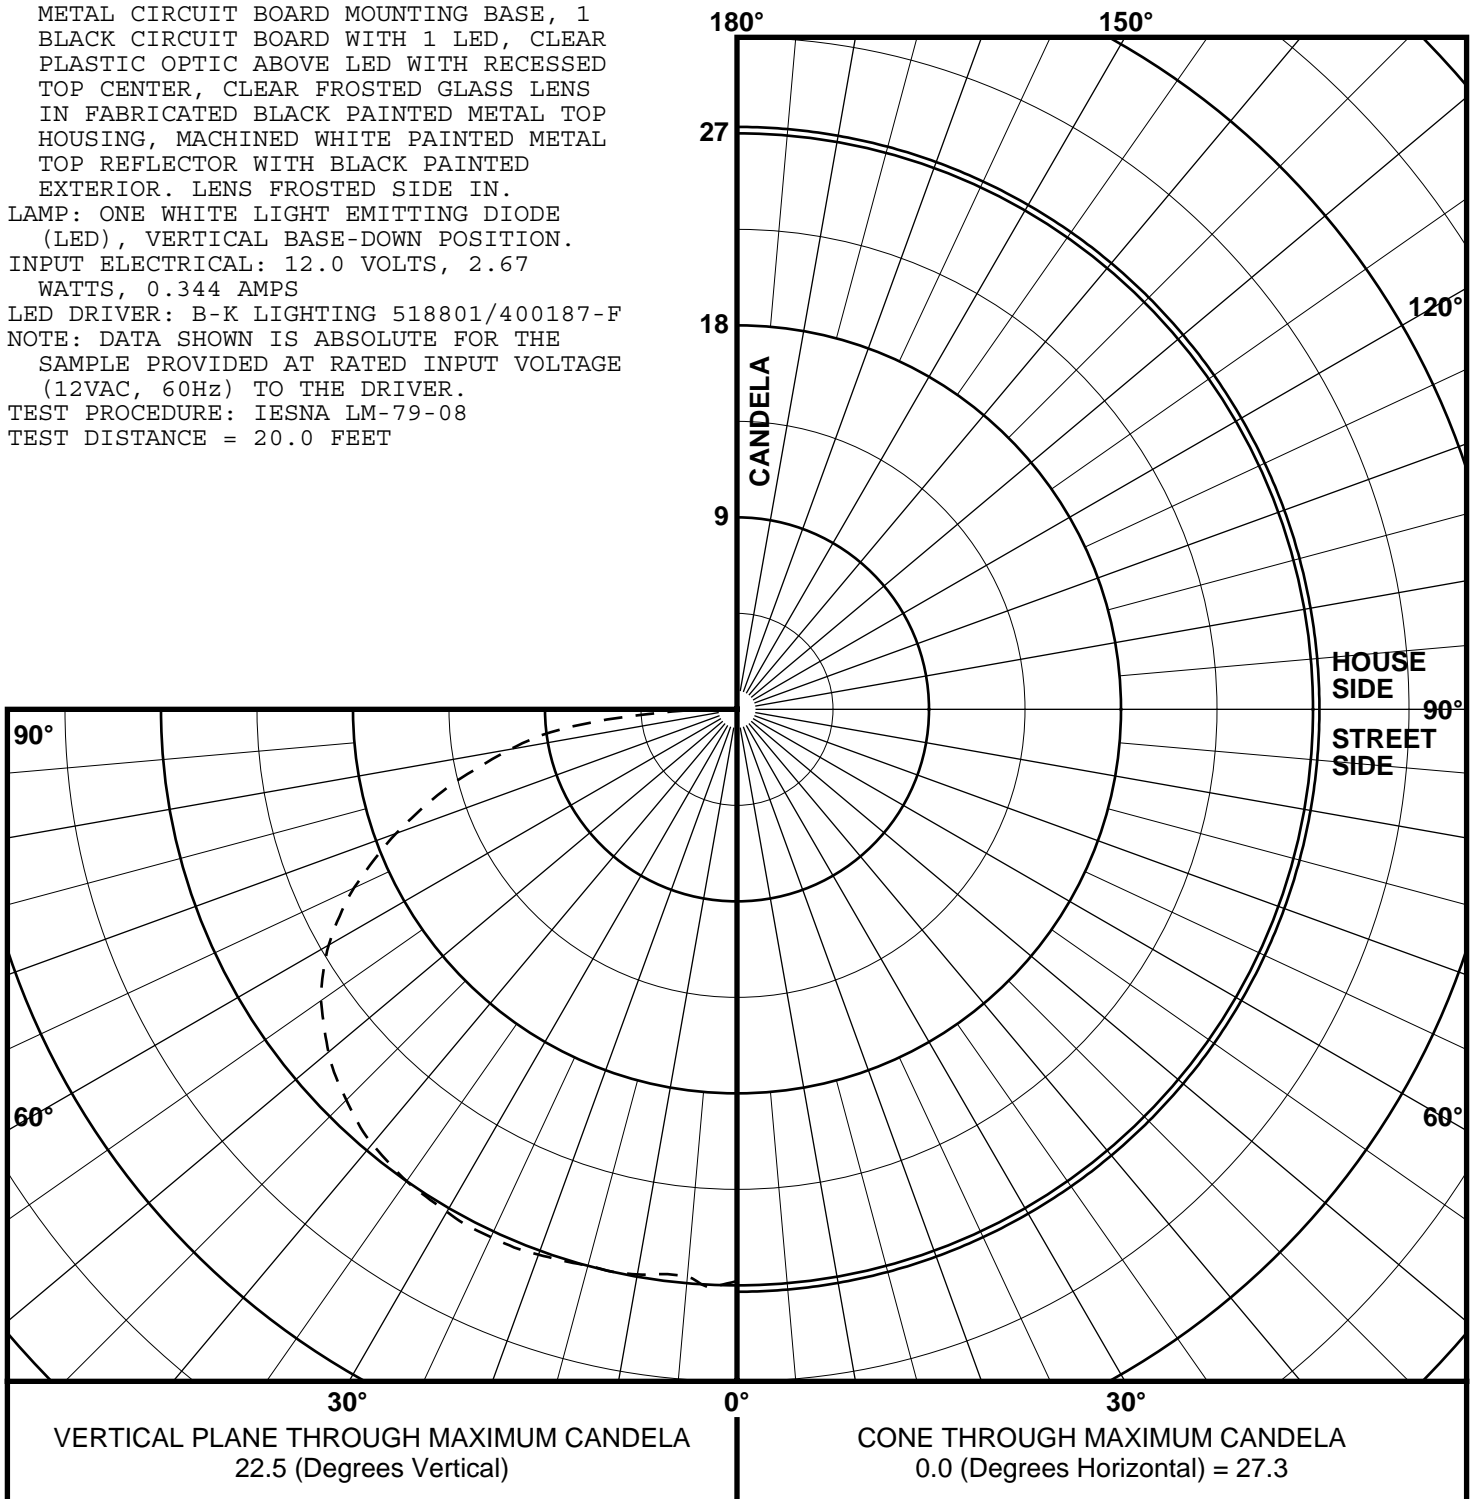 METAL CIRCUIT BOARD MOUNTING BASE, 1
BLACK CIRCUIT BOARD WITH 1 LED, CLEAR
PLASTIC OPTIC ABOVE LED WITH RECESSED
TOP CENTER, CLEAR FROSTED GLASS LENS
IN FABRICATED BLACK PAINTED METAL TOP
HOUSING, MACHINED WHITE PAINTED METAL
TOP REFLECTOR WITH BLACK PAINTED
EXTERIOR. LENS FROSTED SIDE IN.
LAMP: ONE WHITE LIGHT EMITTING DIODE
(LED), VERTICAL BASE-DOWN POSITION.
INPUT ELECTRICAL: 12.0 VOLTS, 2.67
WATTS, 0.344 AMPS
LED DRIVER: B-K LIGHTING 518801/400187-F
NOTE: DATA SHOWN IS ABSOLUTE FOR THE
SAMPLE PROVIDED AT RATED INPUT VOLTAGE
(12VAC, 60Hz) TO THE DRIVER.
TEST PROCEDURE: IESNA LM-79-08
TEST DISTANCE = 20.0 FEET
180°
150°
27
120°
18
CANDELA
9
HOUSE
SIDE
90°
90°
STREET
SIDE
60°
60°
30°
0°
30°
VERTICAL PLANE THROUGH MAXIMUM CANDELA
22.5 (Degrees Vertical)
CONE THROUGH MAXIMUM CANDELA
0.0 (Degrees Horizontal) = 27.3